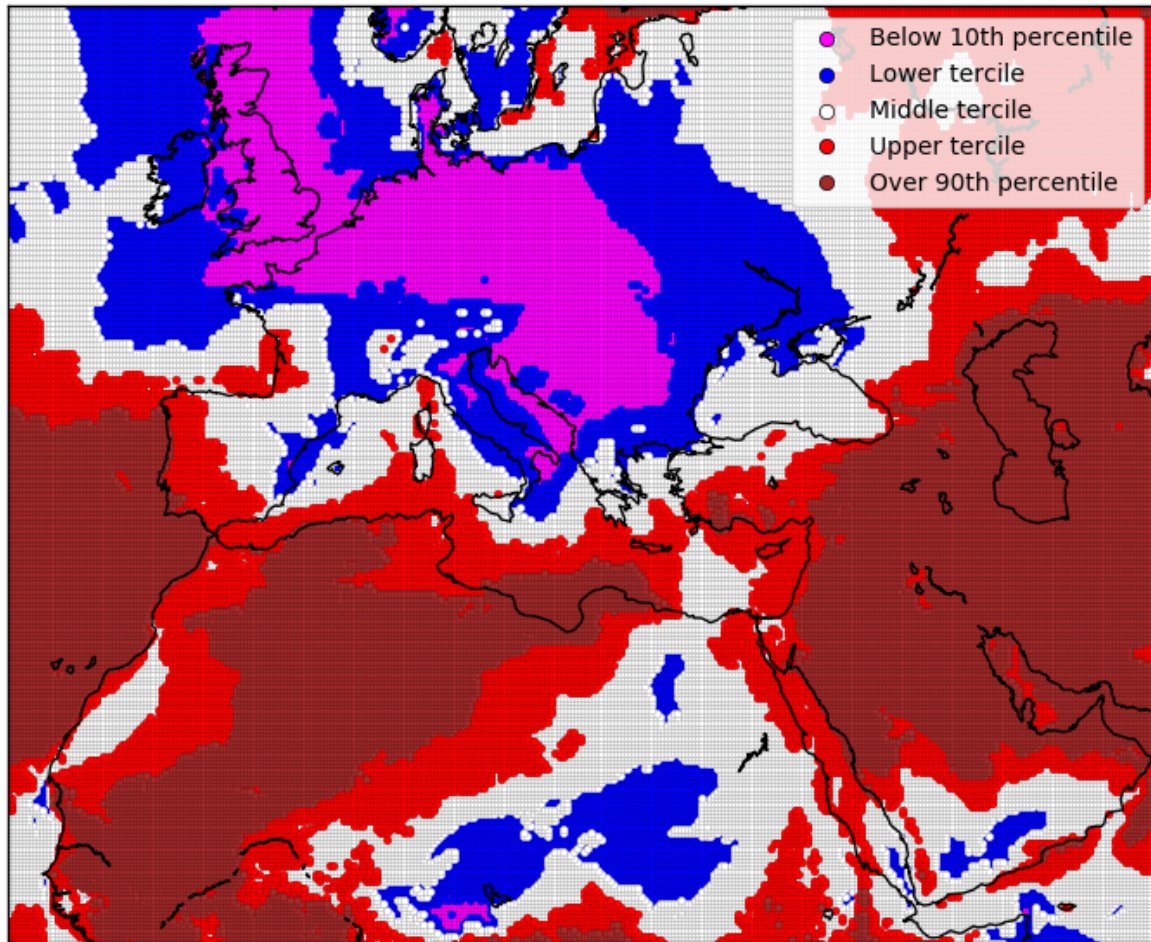 Below 10th percentile
Lower tercile
Middle tercile
Upper tercile
Over 90th percentile